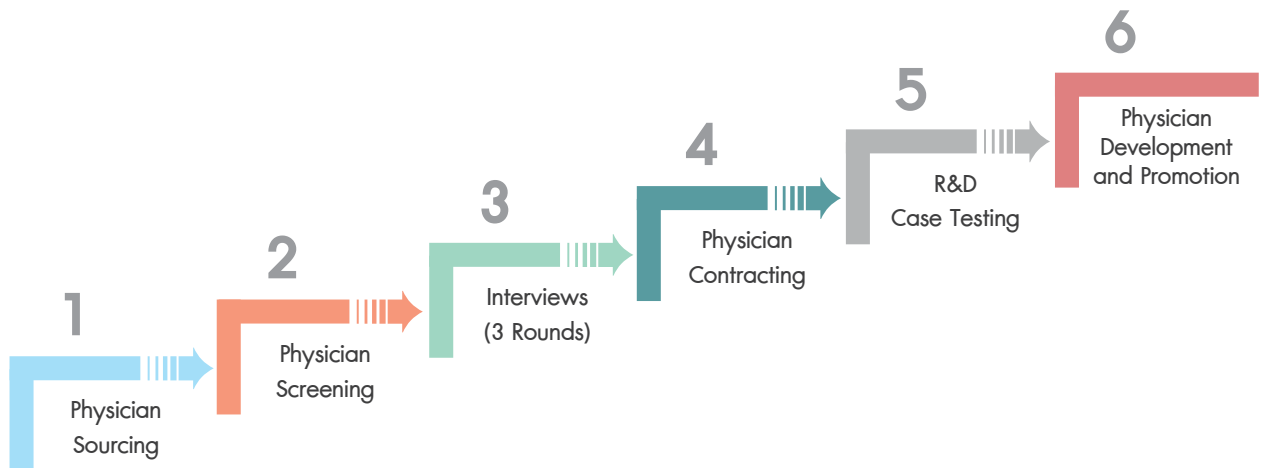 1
Physician
Sourcing
2
Physician
Screening
3
Interviews
(3 Rounds)
4
Physician
Contracting
5
R&D
Case Testing
6
Physician
Development
and Promotion